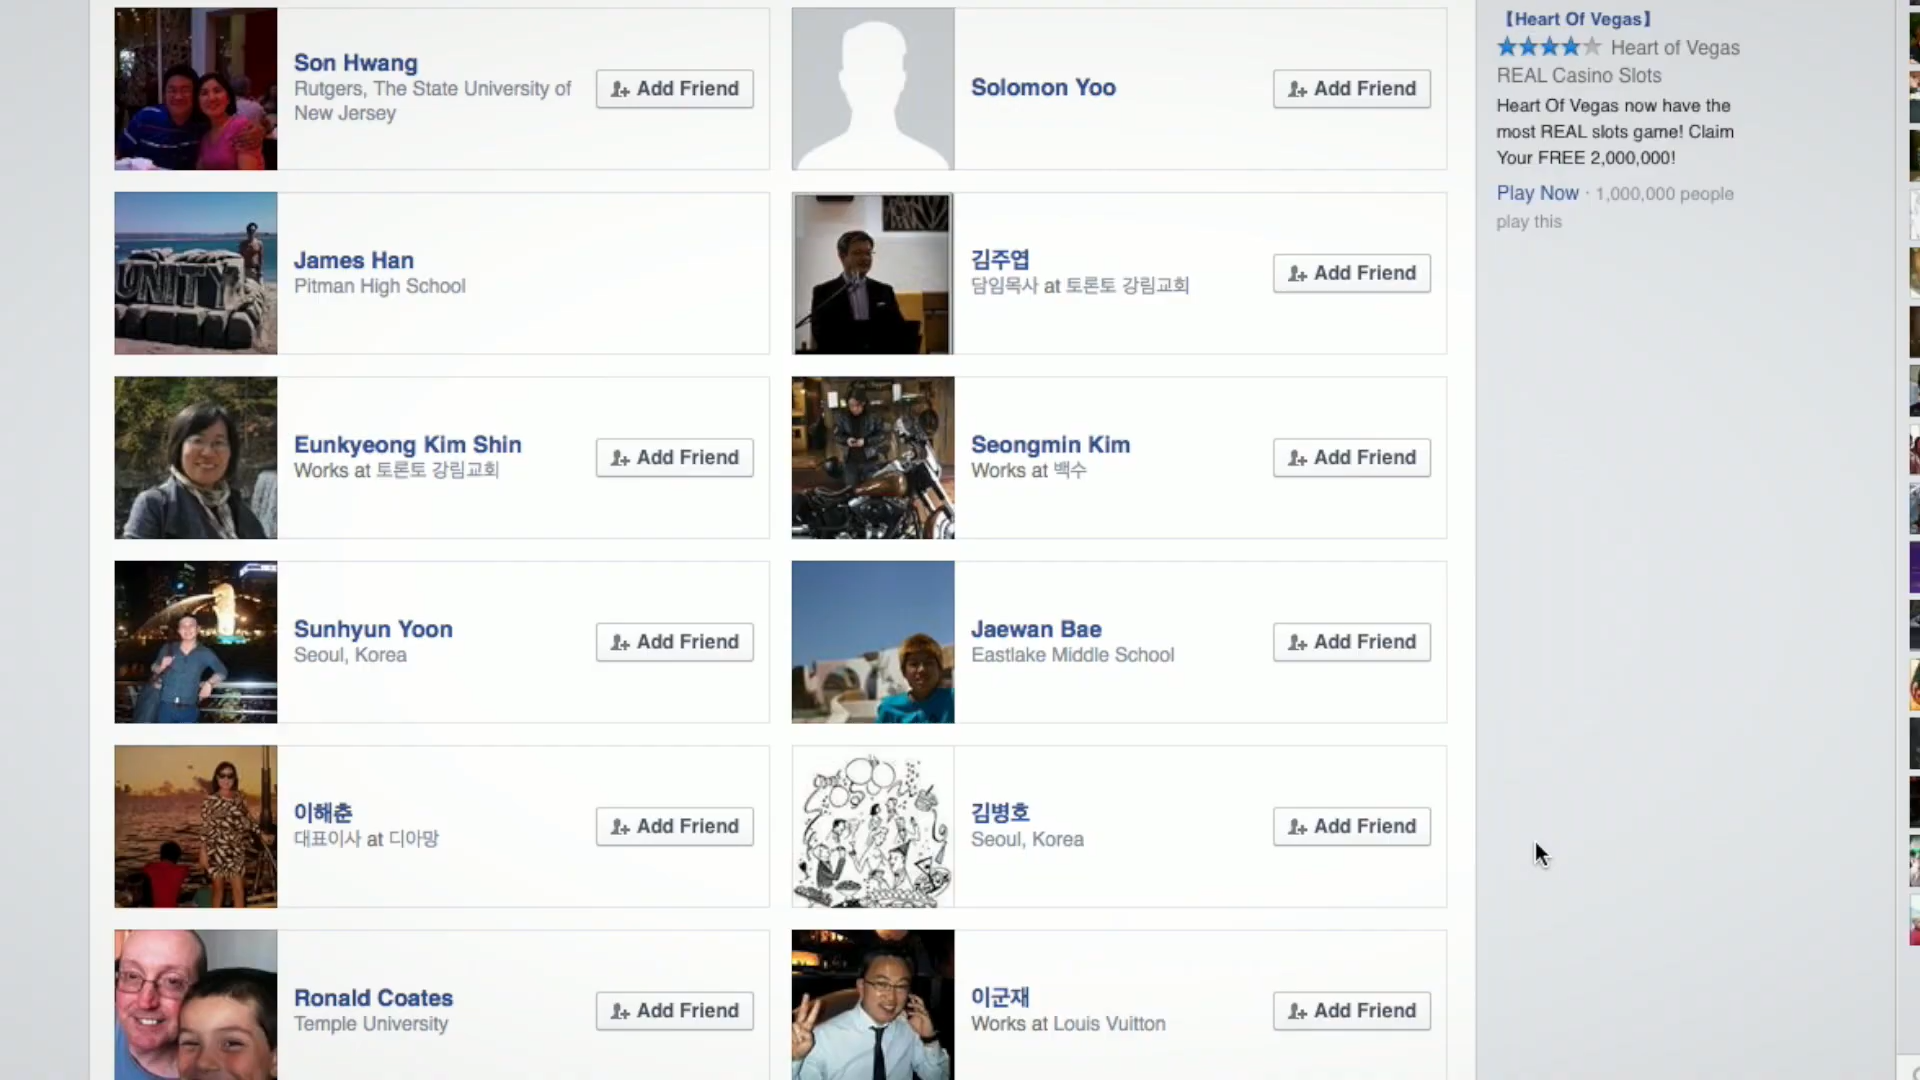 Son Hwang
Rutgers, The State University of
New Jersey
Add Friend
Solomon Yoo
Add Friend
James Han
Pitman High School
UNITY
김주엽
담임목사 at 토론토 강림교회
Add Friend
Eunkyeong Kim Shin
Works at 토론토 강림교회
Add Friend
Seongmin Kim
Works at 백수
Add Friend
Sunhyun Yoon
Seoul, Korea
Add Friend
Jaewan Bae
Eastlake Middle School
Add Friend
이해춘
대표이사 at 디아망
Add Friend
김병호
Seoul, Korea
Add Friend
Ronald Coates
Temple University
Add Friend
이군재
Works at Louis Vuitton
Add Friend
【Heart Of Vegas】
Heart of Vegas
REAL Casino Slots
Heart Of Vegas now have the
most REAL slots game! Claim
Your FREE 2,000,000!
Play Now · 1,000,000 people
play this